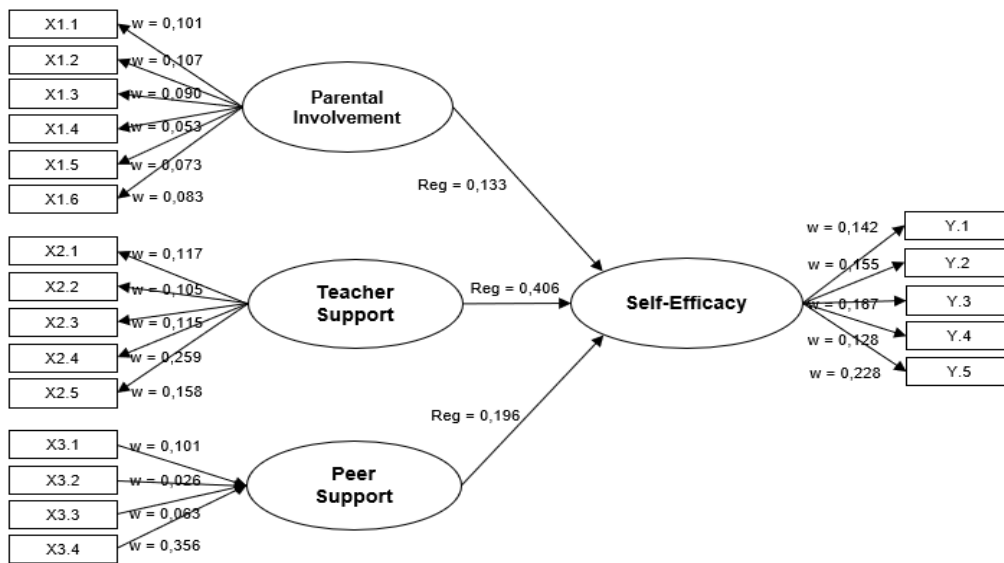 X1.1
w = 0,101
X1.2
w = 0,107
X1.3
w = 0,090
X1.4
w = 0,053
X1.5
w = 0,073
X1.6
w = 0,083
Parental
Involvement
Reg = 0,133
X2.1
w = 0,117
X2.2
w = 0,105
X2.3
w = 0,115
X2.4
w = 0,259
X2.5
w = 0,158
Teacher
Support
Reg = 0,406
X3.1
w = 0,101
X3.2
w = 0,026
X3.3
w = 0,063
X3.4
w = 0,356
Peer
Support
Reg = 0,196
Self-Efficacy
w = 0,142
Y.1
w = 0,155
Y.2
w = 0,167
Y.3
w = 0,128
Y.4
w = 0,228
Y.5